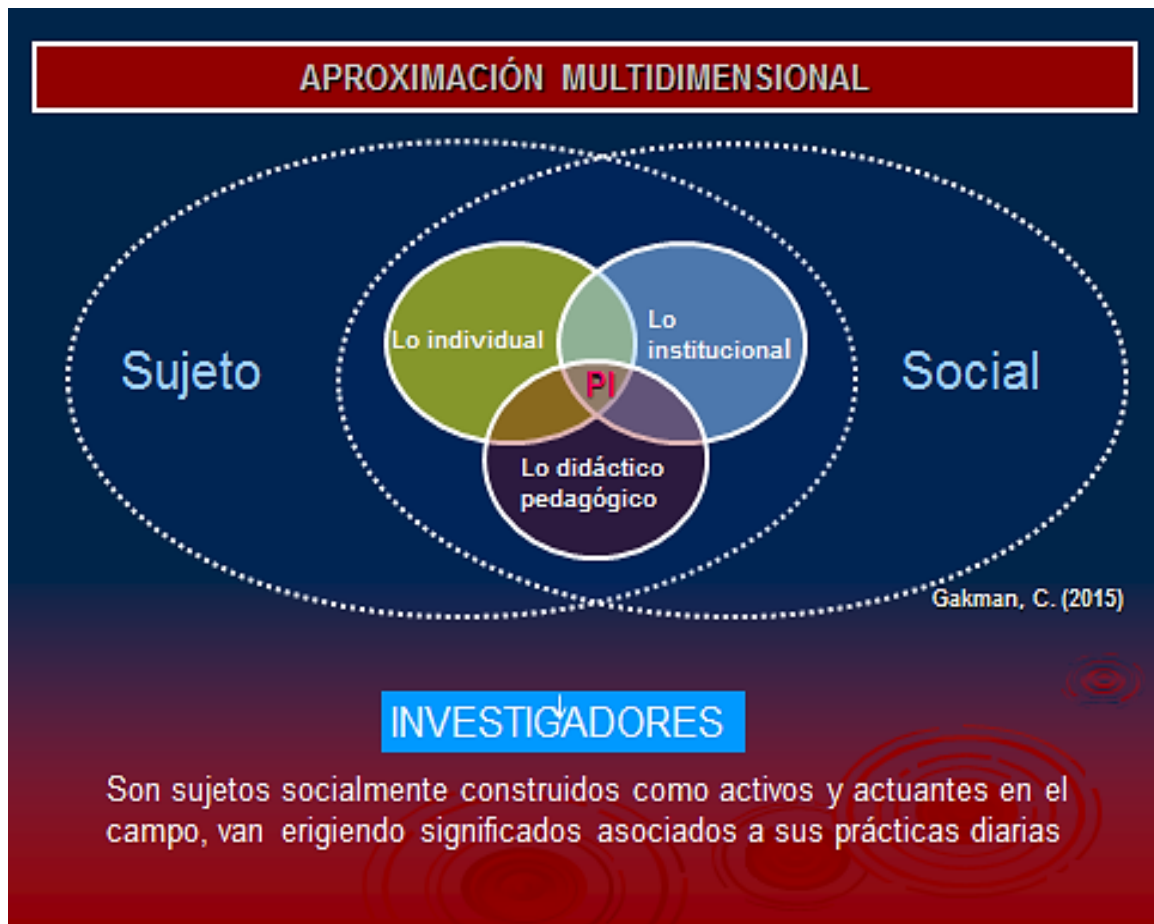 APROXIMACIÓN MULTIDIMENSIONAL
Lo individual
Lo
institucional
Sujeto
PI
Social
Lo didáctico
pedagógico
Gakman, C. (2015)
INVESTIGADORES
Son sujetos socialmente construidos como activos y actuantes en el
campo, van erigiendo significados asociados a sus prácticas diarias